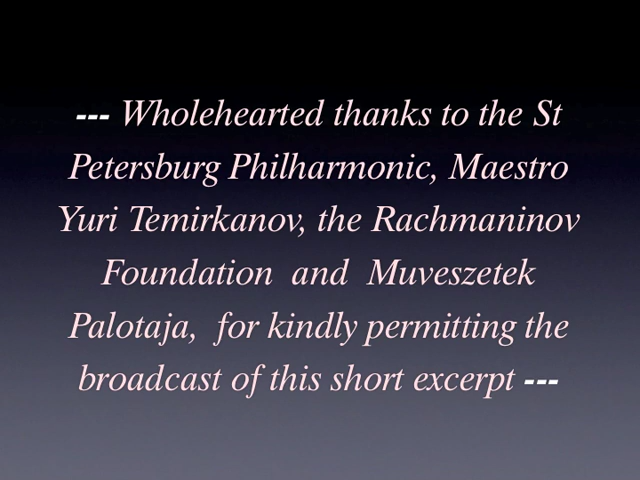 --- Wholehearted thanks to the St
Petersburg Philharmonic, Maestro
Yuri Temirkanov, the Rachmaninov
Foundation and Muveszetek
Palotaja, for kindly permitting the
broadcast of this short excerpt ---